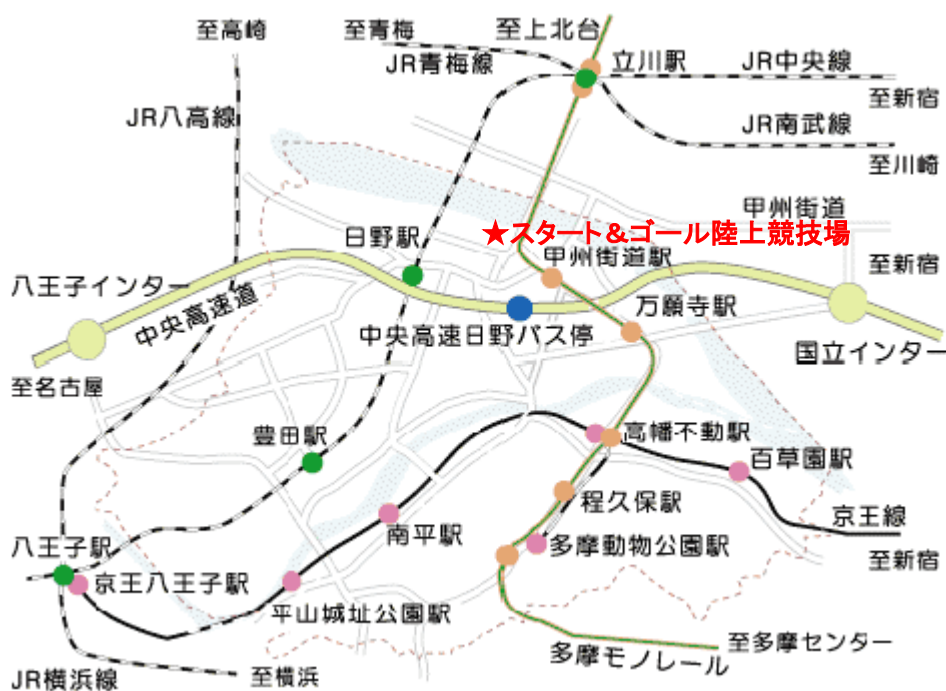 至高崎
至青梅
至上北台
JR青梅線
立川駅
JR中央線
至新宿
JR八高線
JR南武線
至川崎
甲州街道
★スタート&ゴール陸上競技場
日野駅
甲州街道駅
至新宿
八王子インター
中央高速道
中央高速日野バス停
万願寺駅
国立インター
至名古屋
豊田駅
高幡不動駅
百草園駅
程久保駅
京王線
南平駅
多摩動物公園駅
至新宿
八王子駅
京王八王子駅
平山城址公園駅
至多摩センター
多摩モノレール
JR横浜線
至横浜